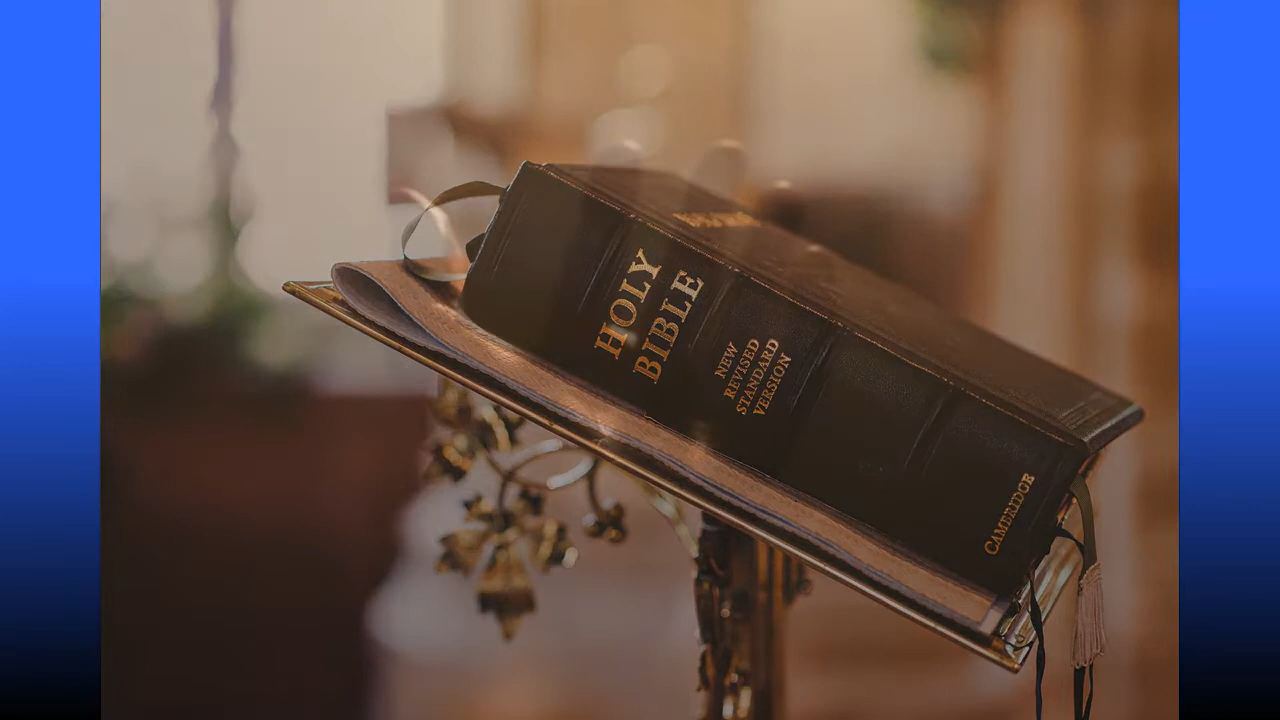 HOLY
BIBLE
NEW
REVISED
STANDARD
VERSION
CAMBRIDGE